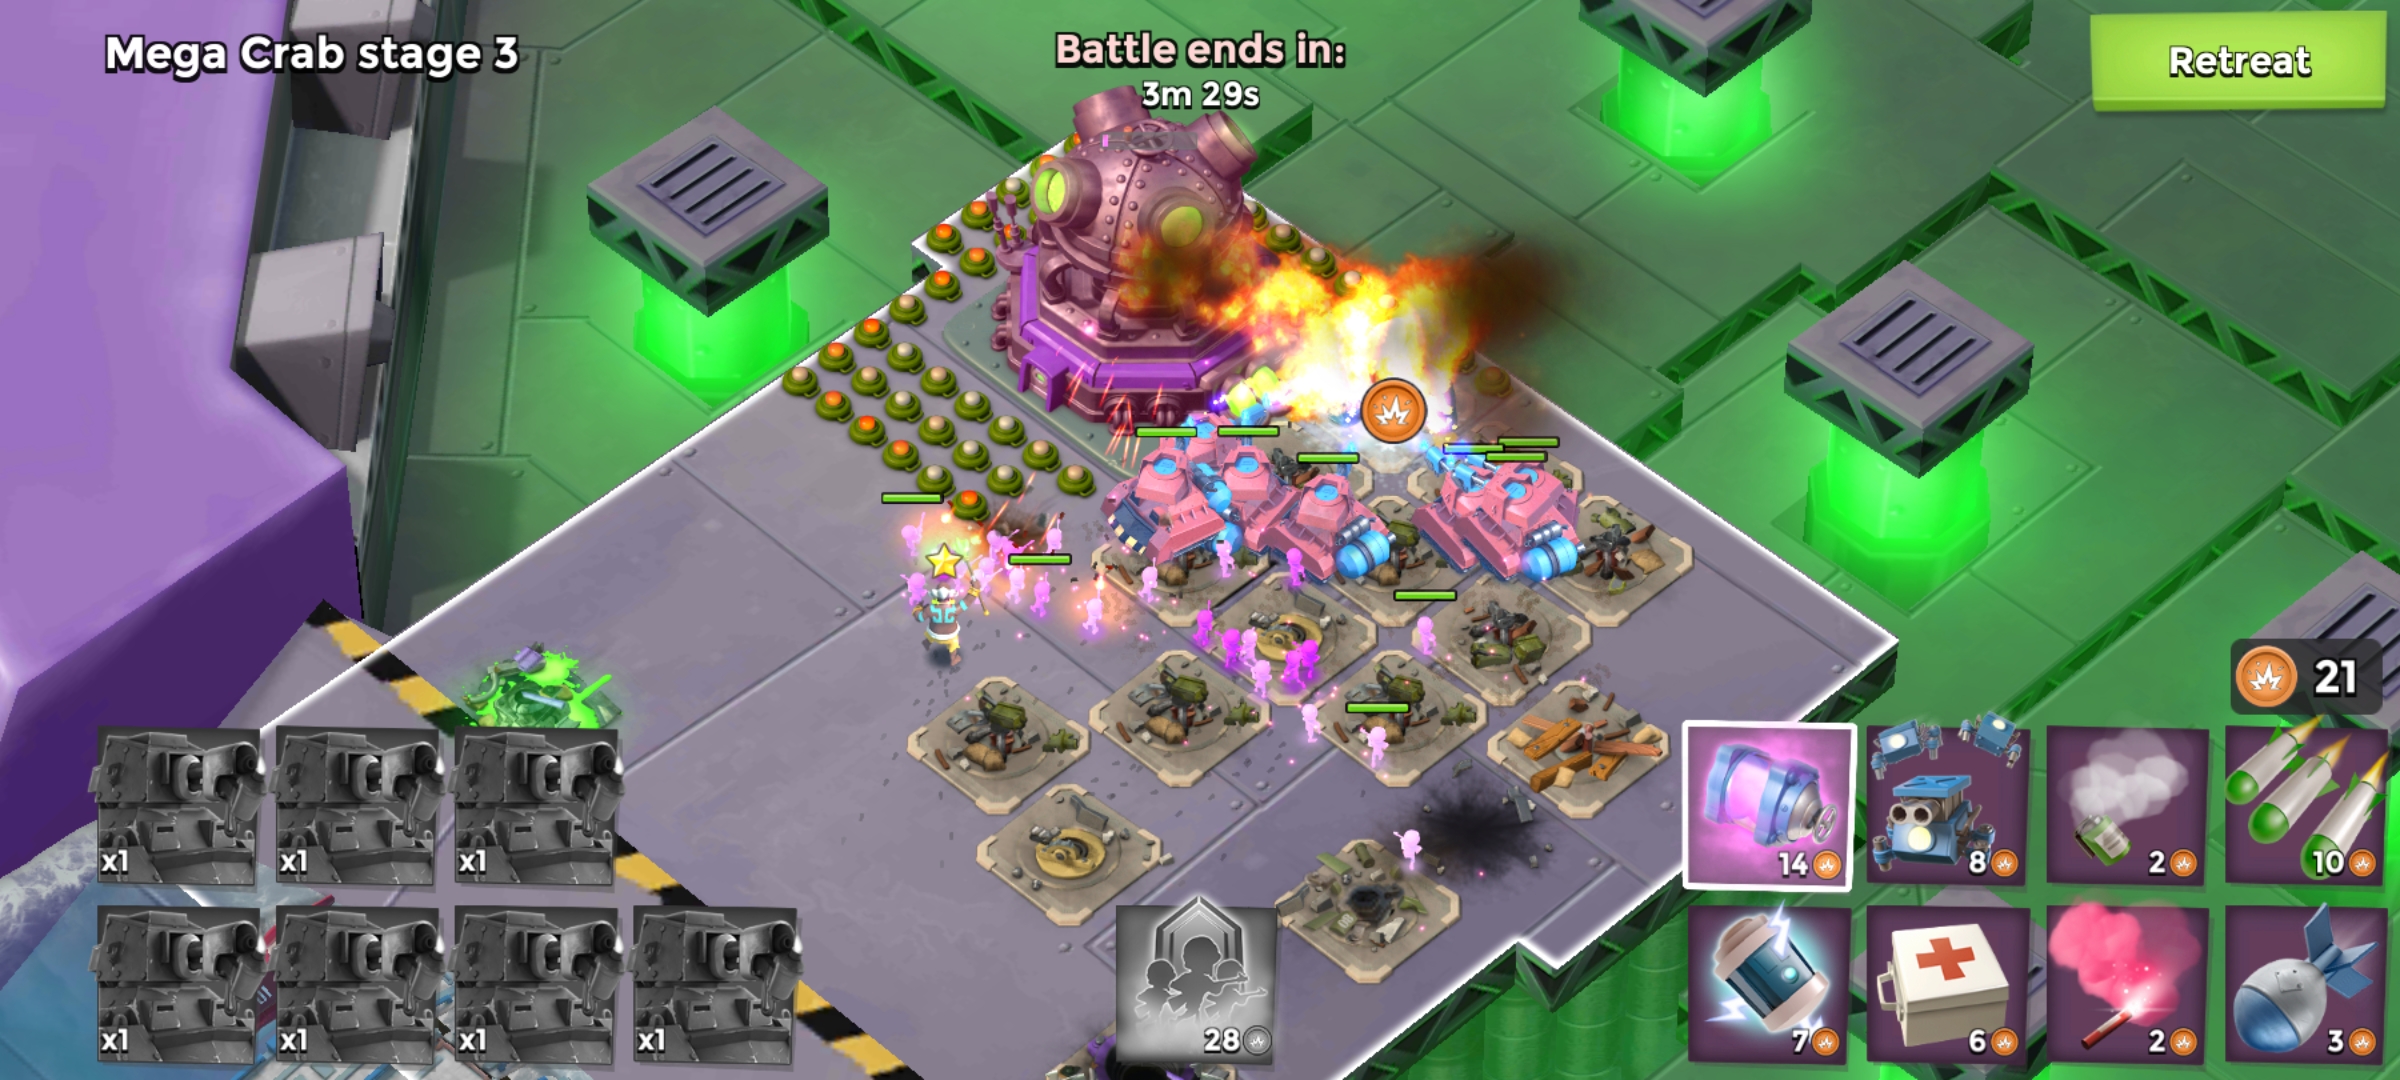 Mega Crab stage 3
Battle ends in:
3m 29s
Retreat
21
14
8
2
10
x1
x1
x1
x1
x1
x1
x1
28
7
6
2
3